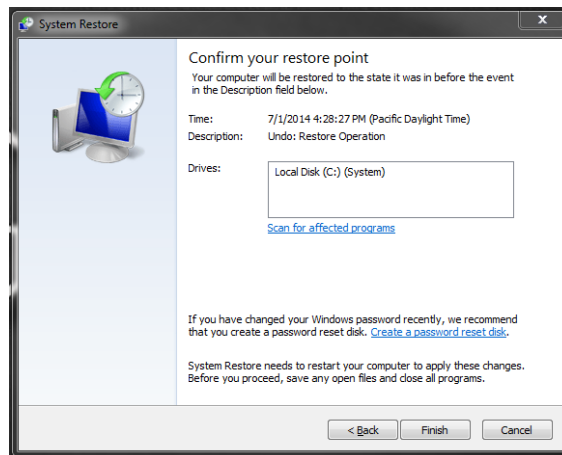 System Restore
x
Confirm your restore point
Your computer will be restored to the state it was in before the event
in the Description field below.
Time: 7/1/2014 4:28:27 PM (Pacific Daylight Time)
Description: Undo: Restore Operation
Drives: Local Disk (C:) (System)
Scan for affected programs
If you have changed your Windows password recently, we recommend
that you create a password reset disk. Create a password reset disk.
System Restore needs to restart your computer to apply these changes.
Before you proceed, save any open files and close all programs.
< Back Finish Cancel